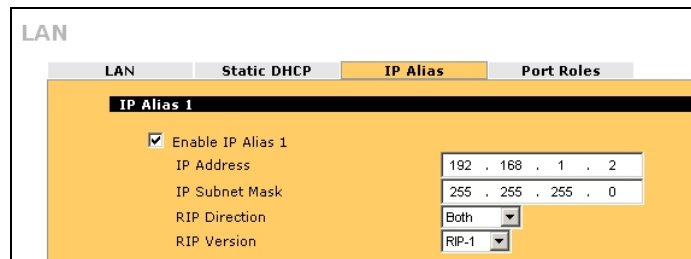 LAN
LAN Static DHCP IP Alias Port Roles
IP Alias 1
Enable IP Alias 1
IP Address 192 . 168 . 1 . 2
IP Subnet Mask 255 . 255 . 255 . 0
RIP Direction Both
RIP Version RIP-1